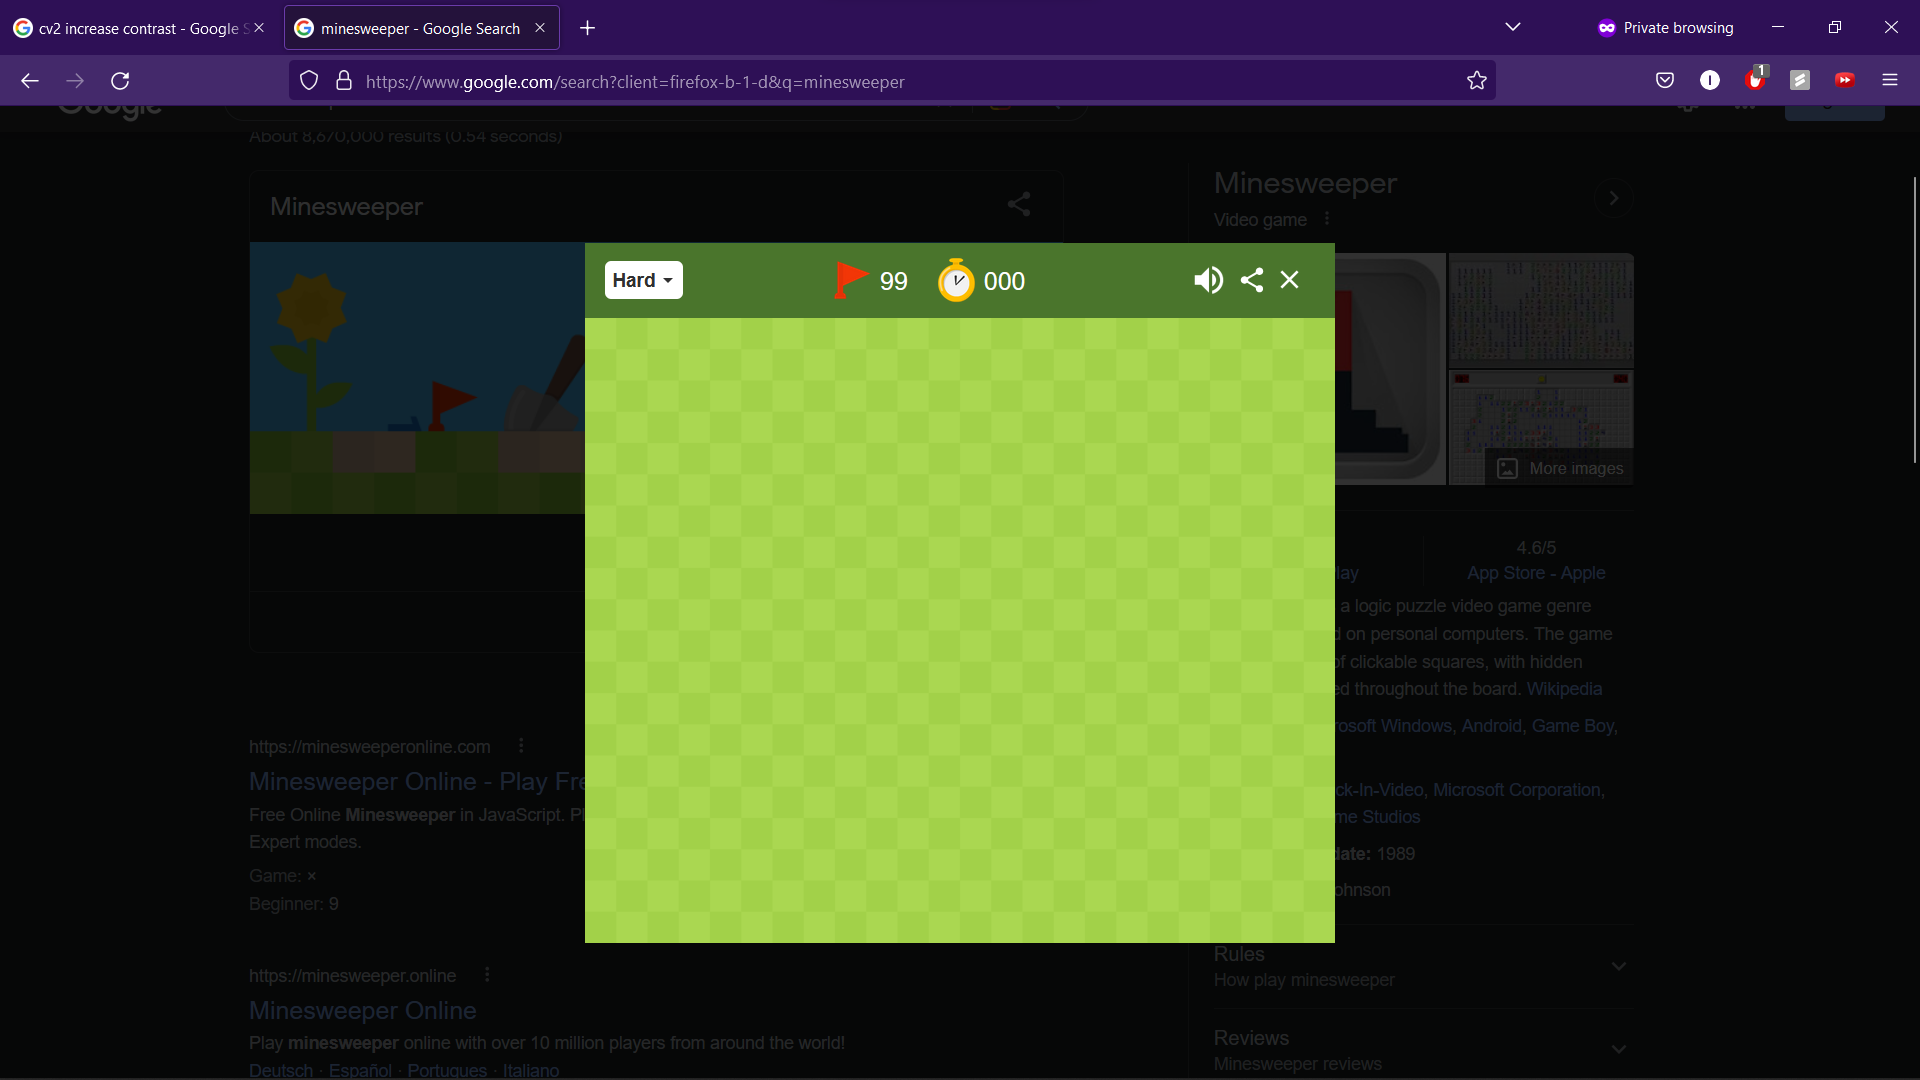 cv2 increase contrast - Google S
minesweeper - Google Search
Private browsing
https://www.google.com/search?client=firefox-b-1-d&q=minesweeper
1
Google
About 8,670,000 results (0.54 seconds)
Minesweeper
Hard
99
000
https://minesweeperonline.com
Minesweeper Online - Play Fre
Free Online Minesweeper in JavaScript. Pl
Expert modes.
Game: ×
Beginner: 9
https://minesweeper.online
Minesweeper Online
Play minesweeper online with over 10 million players from around the world!
Deutsch · Español · Portugues · Italiano
Minesweeper
Video game
More images
4.6/5
lay
App Store - Apple
a logic puzzle video game genre
d on personal computers. The game
of clickable squares, with hidden
ed throughout the board. Wikipedia
rosoft Windows, Android, Game Boy,
ck-In-Video, Microsoft Corporation,
me Studios
date: 1989
ohnson
Rules
How play minesweeper
Reviews
Minesweeper reviews